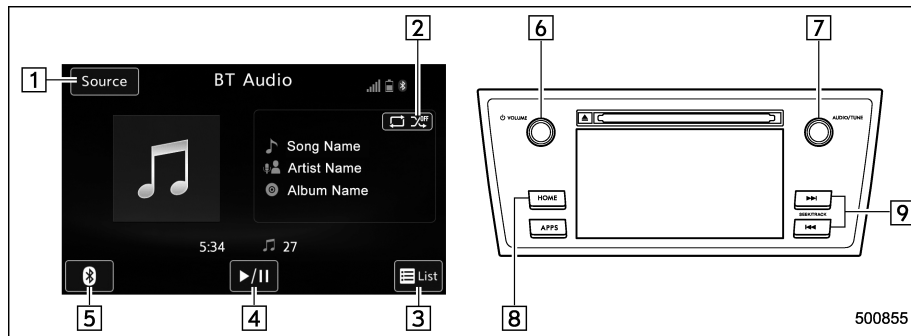 2
6
7
1
Source
BT Audio
OFF
VOLUME
AUDIO/TUNE
Song Name
Artist Name
Album Name
HOME
SEEK/TRACK
9
APPS
5:34
27
List
5
4
3
8
500855